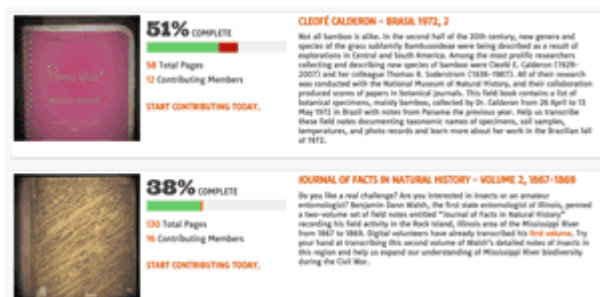 51% COMPLETE
58 Total Pages
12 Contributing Members
START CONTRIBUTING TODAY.
CLEOFÉ CALDERON - BRASIL 1972, 2
Not all bamboo is alike. In the second half of the 20th century, new genera and
species of the grass subfamily Bambusoideae were being described as a result of
explorations in Central and South America. Among the most prolific researchers
collecting and describing new species of bamboo were Cleofé E. Calderon (1929-
2007) and her colleague Thomas R. Soderstrom (1936-1987). All of their research
was conducted with the National Museum of Natural History, and their collaboration
produced scores of papers in botanical journals. This field book contains a list of
botanical specimens, mainly bamboo, collected by Dr. Calderon from 26 April to 13
May 1972 in Brazil with notes from Panama the previous year. Help us transcribe
these field notes documenting taxonomic names of specimens, soil samples,
temperatures, and photo records and learn more about her work in the Brazilian fall
of 1972.
38% COMPLETE
130 Total Pages
16 Contributing Members
START CONTRIBUTING TODAY.
JOURNAL OF FACTS IN NATURAL HISTORY - VOLUME 2, 1867-1869
Do you like a real challenge? Are you interested in insects or an amateur
entomologist? Benjamin Dann Walsh, the first state entomologist of Illinois, penned
a two-volume set of field notes entitled "Journal of Facts in Natural History"
recording his field activity in the Rock Island, Illinois area of the Mississippi River
from 1867 to 1869. Digital volunteers have already transcribed his first volume. Try
your hand at transcribing this second volume of Walsh's detailed notes of insects in
this region and help us expand our understanding of Mississippi River biodiversity
during the Civil War.